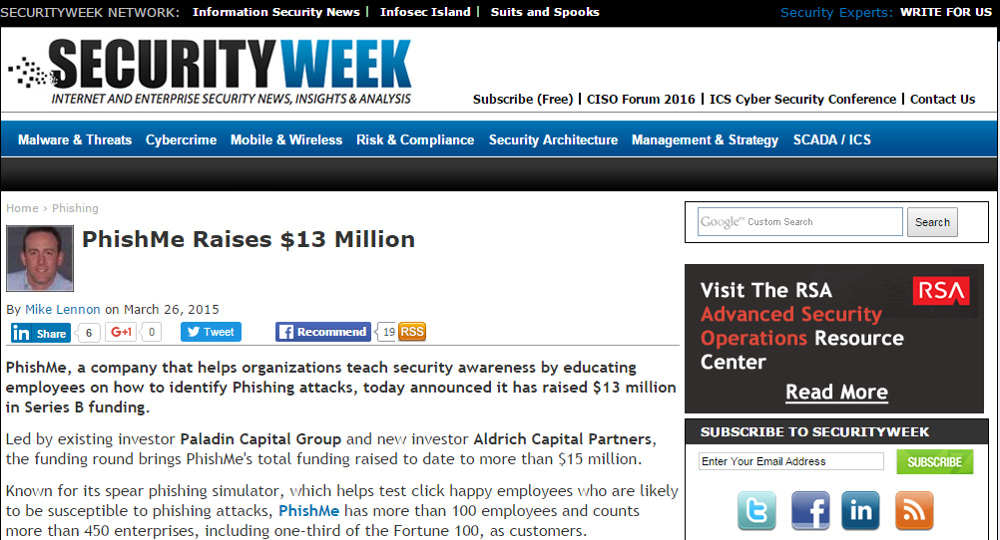 SECURITYWEEK NETWORK: Information Security News | Infosec Island | Suits and Spooks
Security Experts: WRITE FOR US
SECURITYWEEK
INTERNET AND ENTERPRISE SECURITY NEWS, INSIGHTS & ANALYSIS
Subscribe (Free) | CISO Forum 2016 | ICS Cyber Security Conference | Contact Us
Malware & Threats Cybercrime Mobile & Wireless Risk & Compliance Security Architecture Management & Strategy SCADA / ICS
Home › Phishing
PhishMe Raises $13 Million
By Mike Lennon on March 26, 2015
in Share 6 G+1 0 Tweet f Recommend 19 RSS
PhishMe, a company that helps organizations teach security awareness by educating
employees on how to identify Phishing attacks, today announced it has raised $13 million
in Series B funding.
Led by existing investor Paladin Capital Group and new investor Aldrich Capital Partners,
the funding round brings PhishMe's total funding raised to date to more than $15 million.
Known for its spear phishing simulator, which helps test click happy employees who are likely
to be susceptible to phishing attacks, PhishMe has more than 100 employees and counts
more than 450 enterprises, including one-third of the Fortune 100, as customers.
Google™ Custom Search Search
Visit The RSA
RSA
Advanced Security
Operations Resource
Center
Read More
SUBSCRIBE TO SECURITYWEEK
Enter Your Email Address SUBSCRIBE
t f in